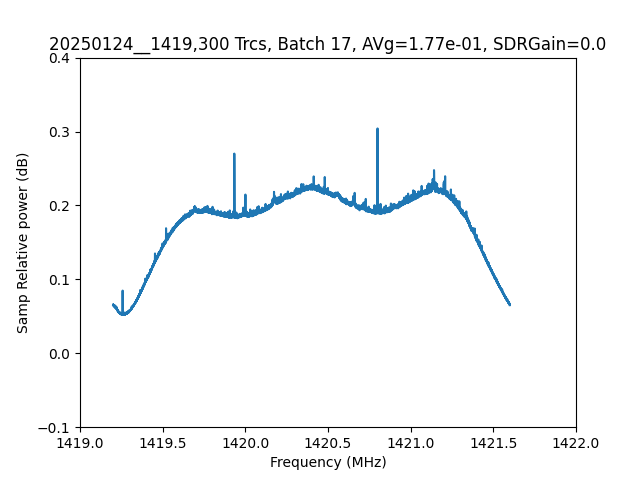 20250124__1419,300 Trcs, Batch 17, AVg=1.77e-01, SDRGain=0.0
0.4
0.3
0.2
0.1
0.0
−0.1
Samp Relative power (dB)
1419.0 1419.5 1420.0 1420.5 1421.0 1421.5 1422.0
Frequency (MHz)